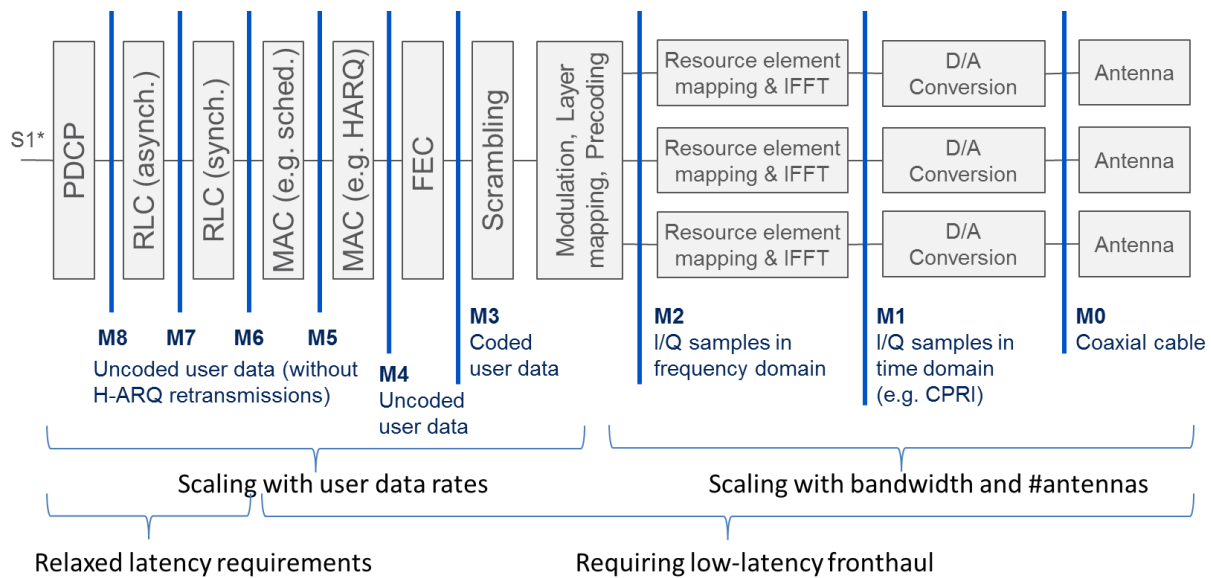 S1*
PDCP
RLC (asynch.)
RLC (synch.)
MAC (e.g. sched.)
MAC (e.g. HARQ)
FEC
Scrambling
Modulation, Layer
mapping, Precoding
Resource element
mapping & IFFT
D/A
Conversion
Antenna
Resource element
mapping & IFFT
D/A
Conversion
Antenna
Resource element
mapping & IFFT
D/A
Conversion
Antenna
M8
M7
M6
M5
Uncoded user data (without
H-ARQ retransmissions)
M4
Uncoded
user data
M3
Coded
user data
M2
I/Q samples in
frequency domain
M1
I/Q samples in
time domain
(e.g. CPRI)
M0
Coaxial cable
Scaling with user data rates
Scaling with bandwidth and #antennas
Relaxed latency requirements
Requiring low-latency fronthaul